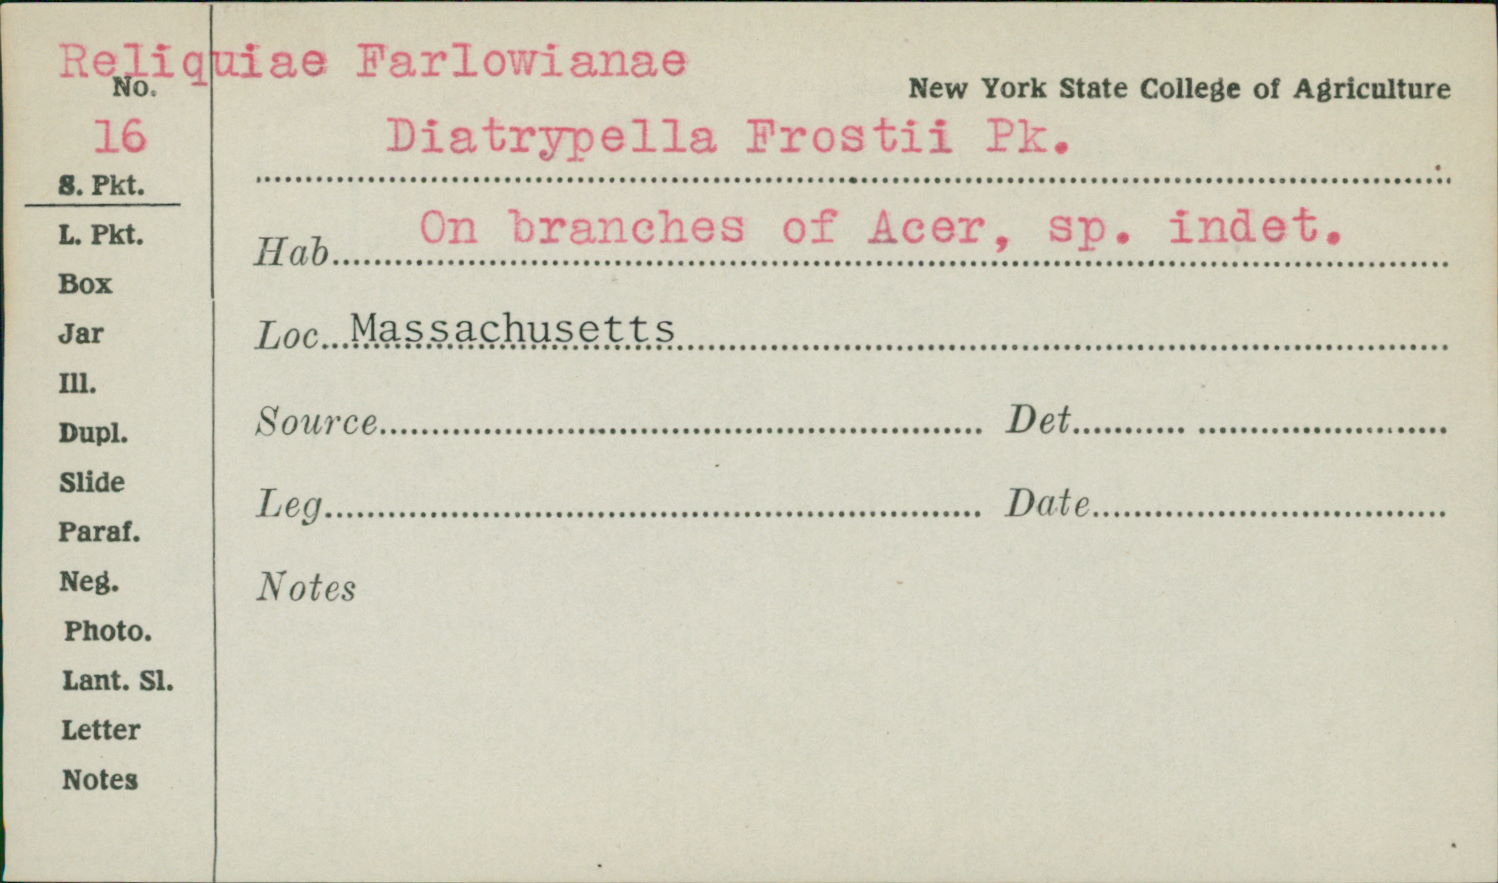 Reliquiae Farlowianae
No.
New York State College of Agriculture
16
Diatrypella Frostii Pk.
S. Pkt.
L. Pkt.
Hab. On branches of Acer, sp. indet.
Box
Jar
Loc. Massachusetts
Ill.
Dupl.
Source Det.
Slide
Leg. Date
Paraf.
Neg.
Notes
Photo.
Lant. Sl.
Letter
Notes